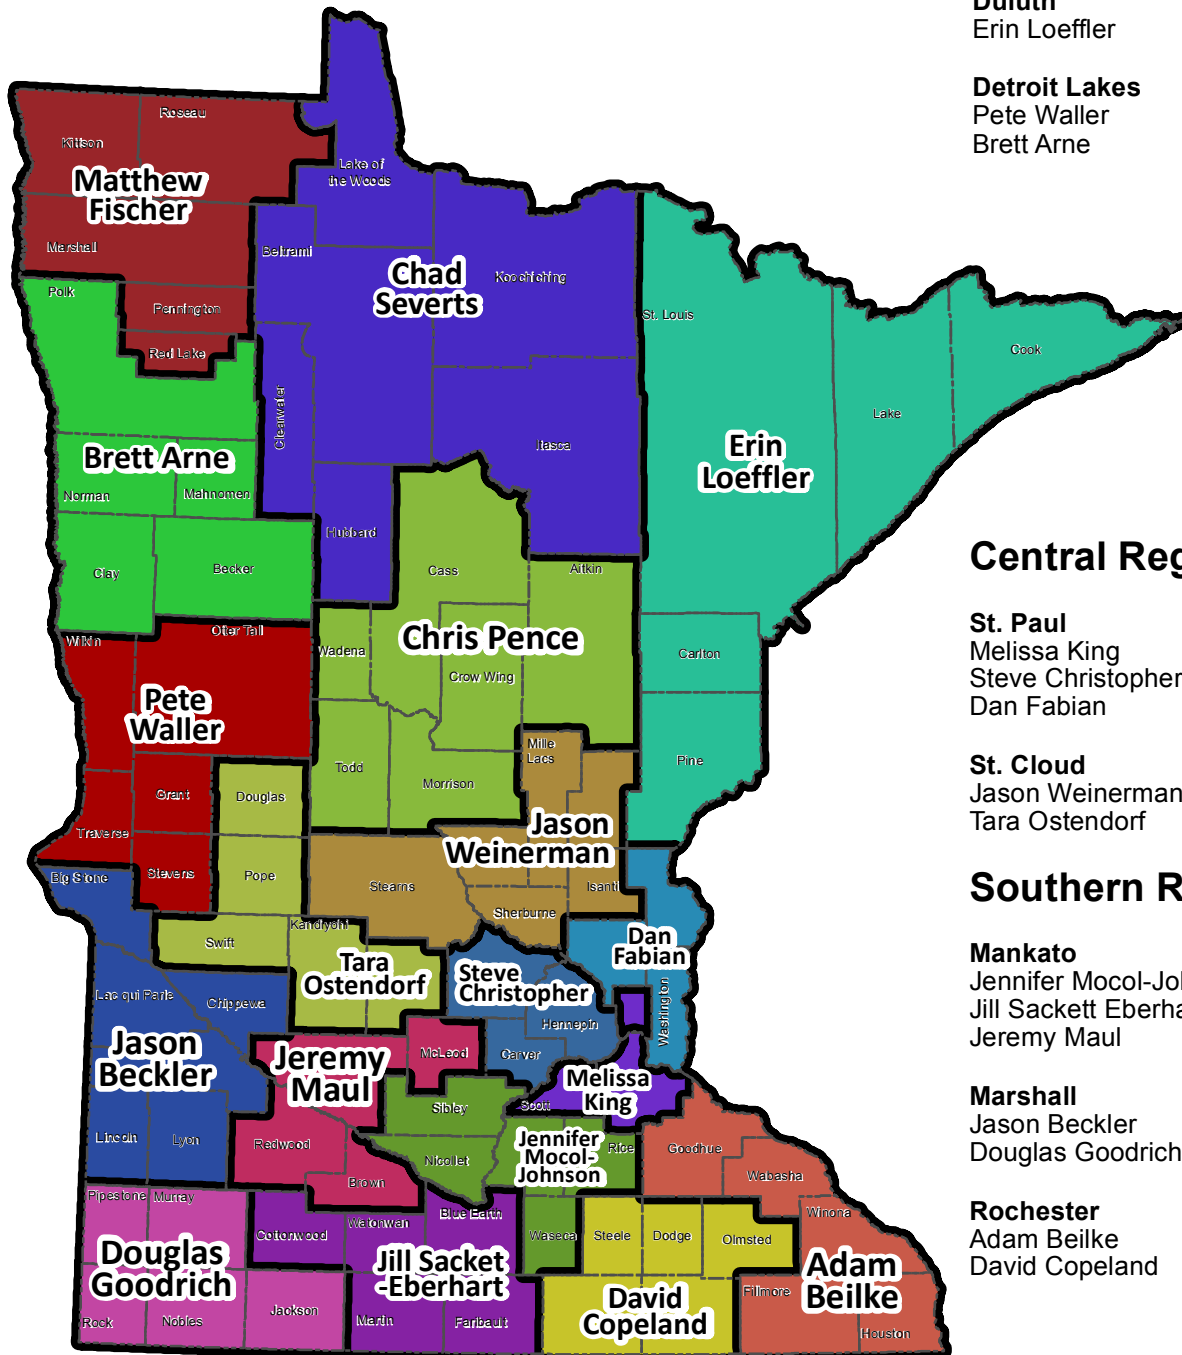 Duluth
Erin Loeffler
Detroit Lakes
Pete Waller
Brett Arne
Roseau
Kittson
Lake of
the Woods
Matthew
Fischer
Marshall
Beltrami
Chad
Severts
Koochiching
Polk
Pennington
St. Louis
Red Lake
Cook
Clearwater
Lake
Itasca
Erin
Loeffler
Brett Arne
Norman
Mahnomen
Hubbard
Clay
Becker
Cass
Aitkin
Central Reg
St. Paul
Melissa King
Steve Christopher
Dan Fabian
Wilkin
Otter Tail
Wadena
Chris Pence
Carlton
Crow Wing
Pete
Waller
Mille
Lacs
Todd
Morrison
Pine
St. Cloud
Jason Weinerman
Tara Ostendorf
Grant
Douglas
Traverse
Jason
Weinerman
Big Stone
Stevens
Pope
Stearns
Isanti
Southern R
Sherburne
Kandiyohi
Swift
Dan
Fabian
Tara
Ostendorf
Steve
Christopher
Mankato
Jennifer Mocol-Joh
Jill Sackett Eberha
Jeremy Maul
Lac qui Parle
Chippewa
Washington
Hennepin
Jason
Beckler
Jeremy
Maul
McLeod
Carver
Melissa
King
Scott
Sibley
Marshall
Jason Beckler
Douglas Goodrich
Lincoln
Lyon
Redwood
Nicollet
Jennifer
Mocol-
Johnson
Rice
Goodhue
Wabasha
Brown
Pipestone
Murray
Rochester
Adam Beilke
David Copeland
Cottonwood
Watonwan
Blue Earth
Waseca
Steele
Dodge
Olmsted
Winona
Douglas
Goodrich
Jill Sacket
-Eberhart
Adam
Beilke
Fillmore
David
Copeland
Rock
Nobles
Jackson
Martin
Faribault
Houston